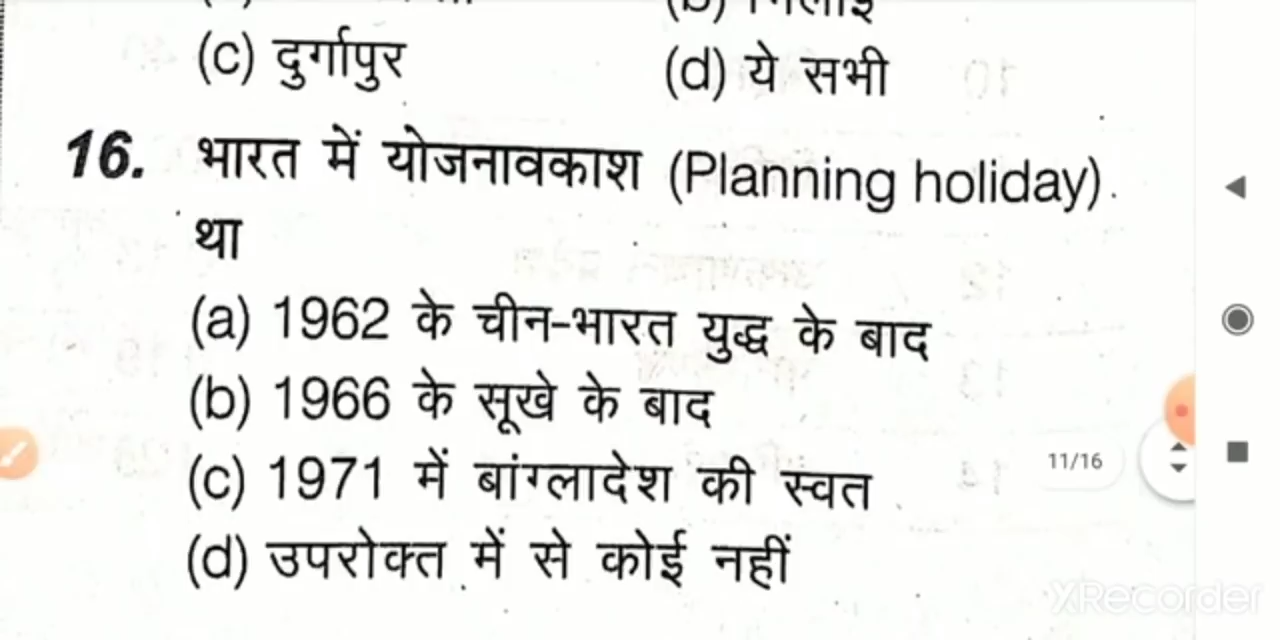 (c) दुर्गापुर (d) ये सभी
16. भारत में योजनावकाश (Planning holiday).
था
(a) 1962 के चीन-भारत युद्ध के बाद
(b) 1966 के सूखे के बाद
(c) 1971 में बांग्लादेश की स्वत
(d) उपरोक्त में से कोई नहीं
11/16
XRecorder